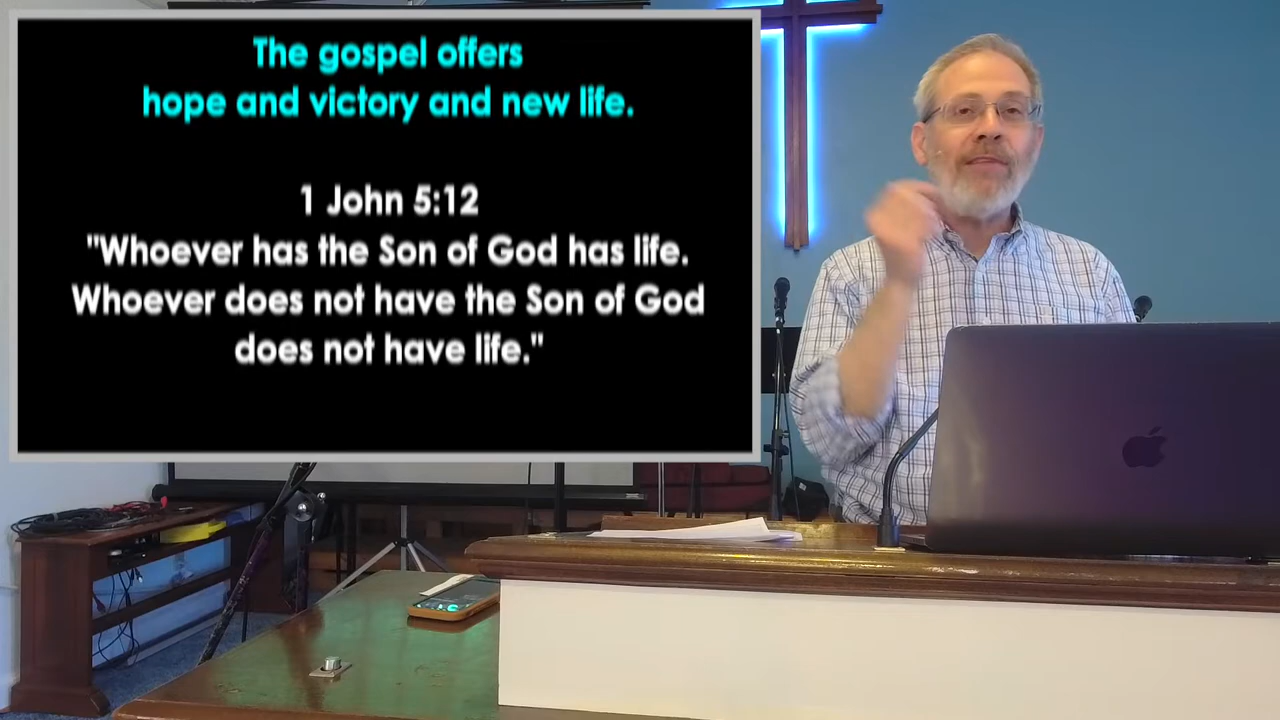 The gospel offers
hope and victory and new life.
1 John 5:12
"Whoever has the Son of God has life.
Whoever does not have the Son of God
does not have life."